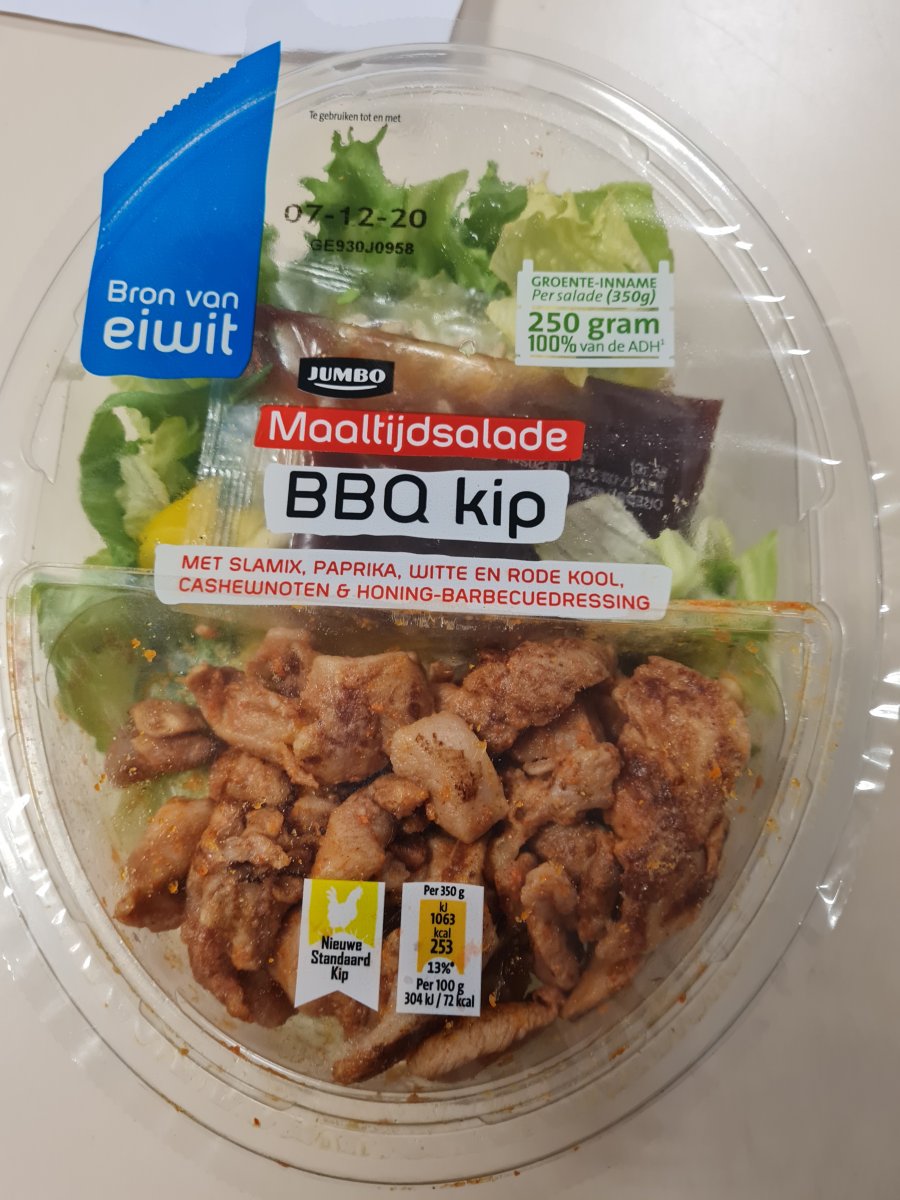 Te gebruiken tot en met
07-12-20
GE930J0958
Bron van
eiwit
GROENTE-INNAME
Per salade (350g)
250 gram
100% van de ADH¹
JUMBO
Maaltijdsalade
BBQ kip
MET SLAMIX, PAPRIKA, WITTE EN RODE KOOL,
CASHEWNOTEN & HONING-BARBECUEDRESSING
Nieuwe
Standaard
Kip
Per 350 g
kJ
1063
kcal
253
13%*
Per 100 g
304 kJ / 72 kcal